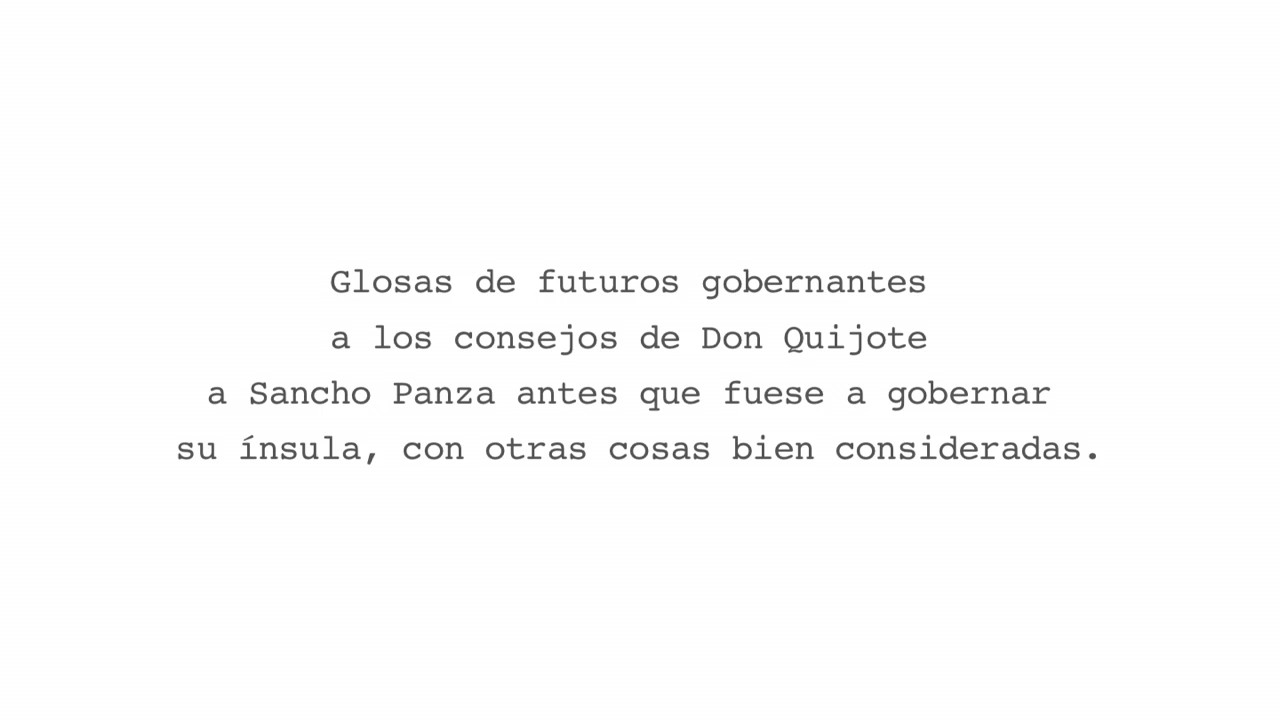 Glosas de futuros gobernantes
a los consejos de Don Quijote
a Sancho Panza antes que fuese a gobernar
su ínsula, con otras cosas bien consideradas.